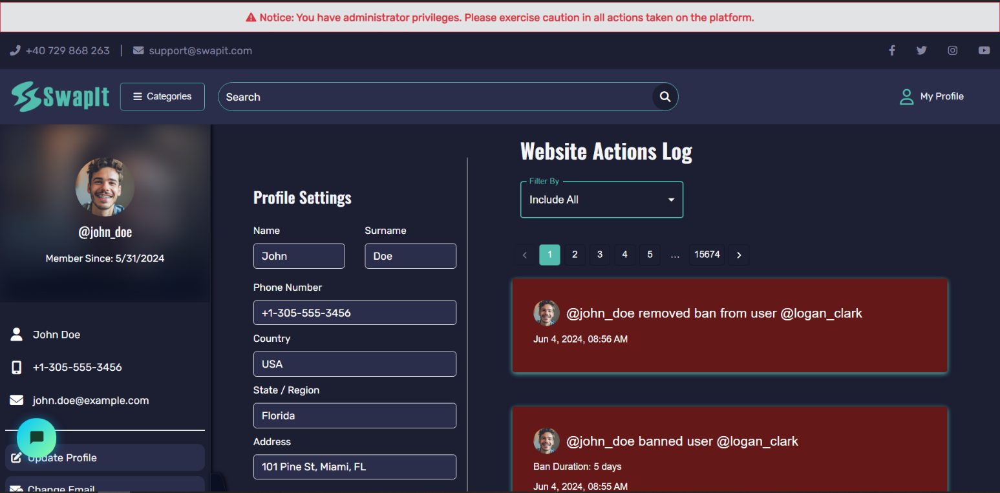 Notice: You have administrator privileges. Please exercise caution in all actions taken on the platform.
+40 729 868 263 | support@swapit.com
SwapIt
Categories
Search
My Profile
@john_doe
Member Since: 5/31/2024
John Doe
+1-305-555-3456
john.doe@example.com
Update Profile
Change Email
Profile Settings
Name
Surname
John
Doe
Phone Number
+1-305-555-3456
Country
USA
State / Region
Florida
Address
101 Pine St, Miami, FL
Website Actions Log
Filter By
Include All
1 2 3 4 5 ... 15674
@john_doe removed ban from user @logan_clark
Jun 4, 2024, 08:56 AM
@john_doe banned user @logan_clark
Ban Duration: 5 days
Jun 4, 2024, 08:55 AM